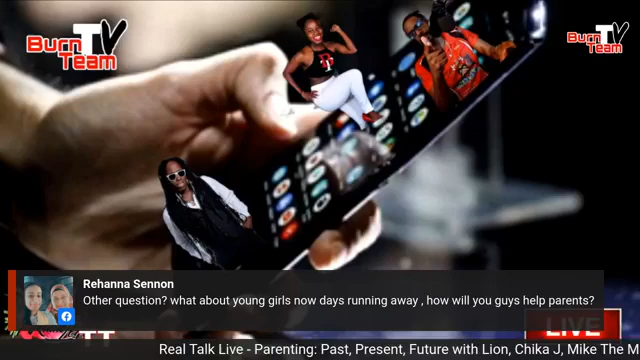 Burn TV
Team
Burn TV
Team
Rehanna Sennon
Other question? what about young girls now days running away , how will you guys help parents?
LIVE
Real Talk Live - Parenting: Past, Present, Future with Lion, Chika J, Mike The M